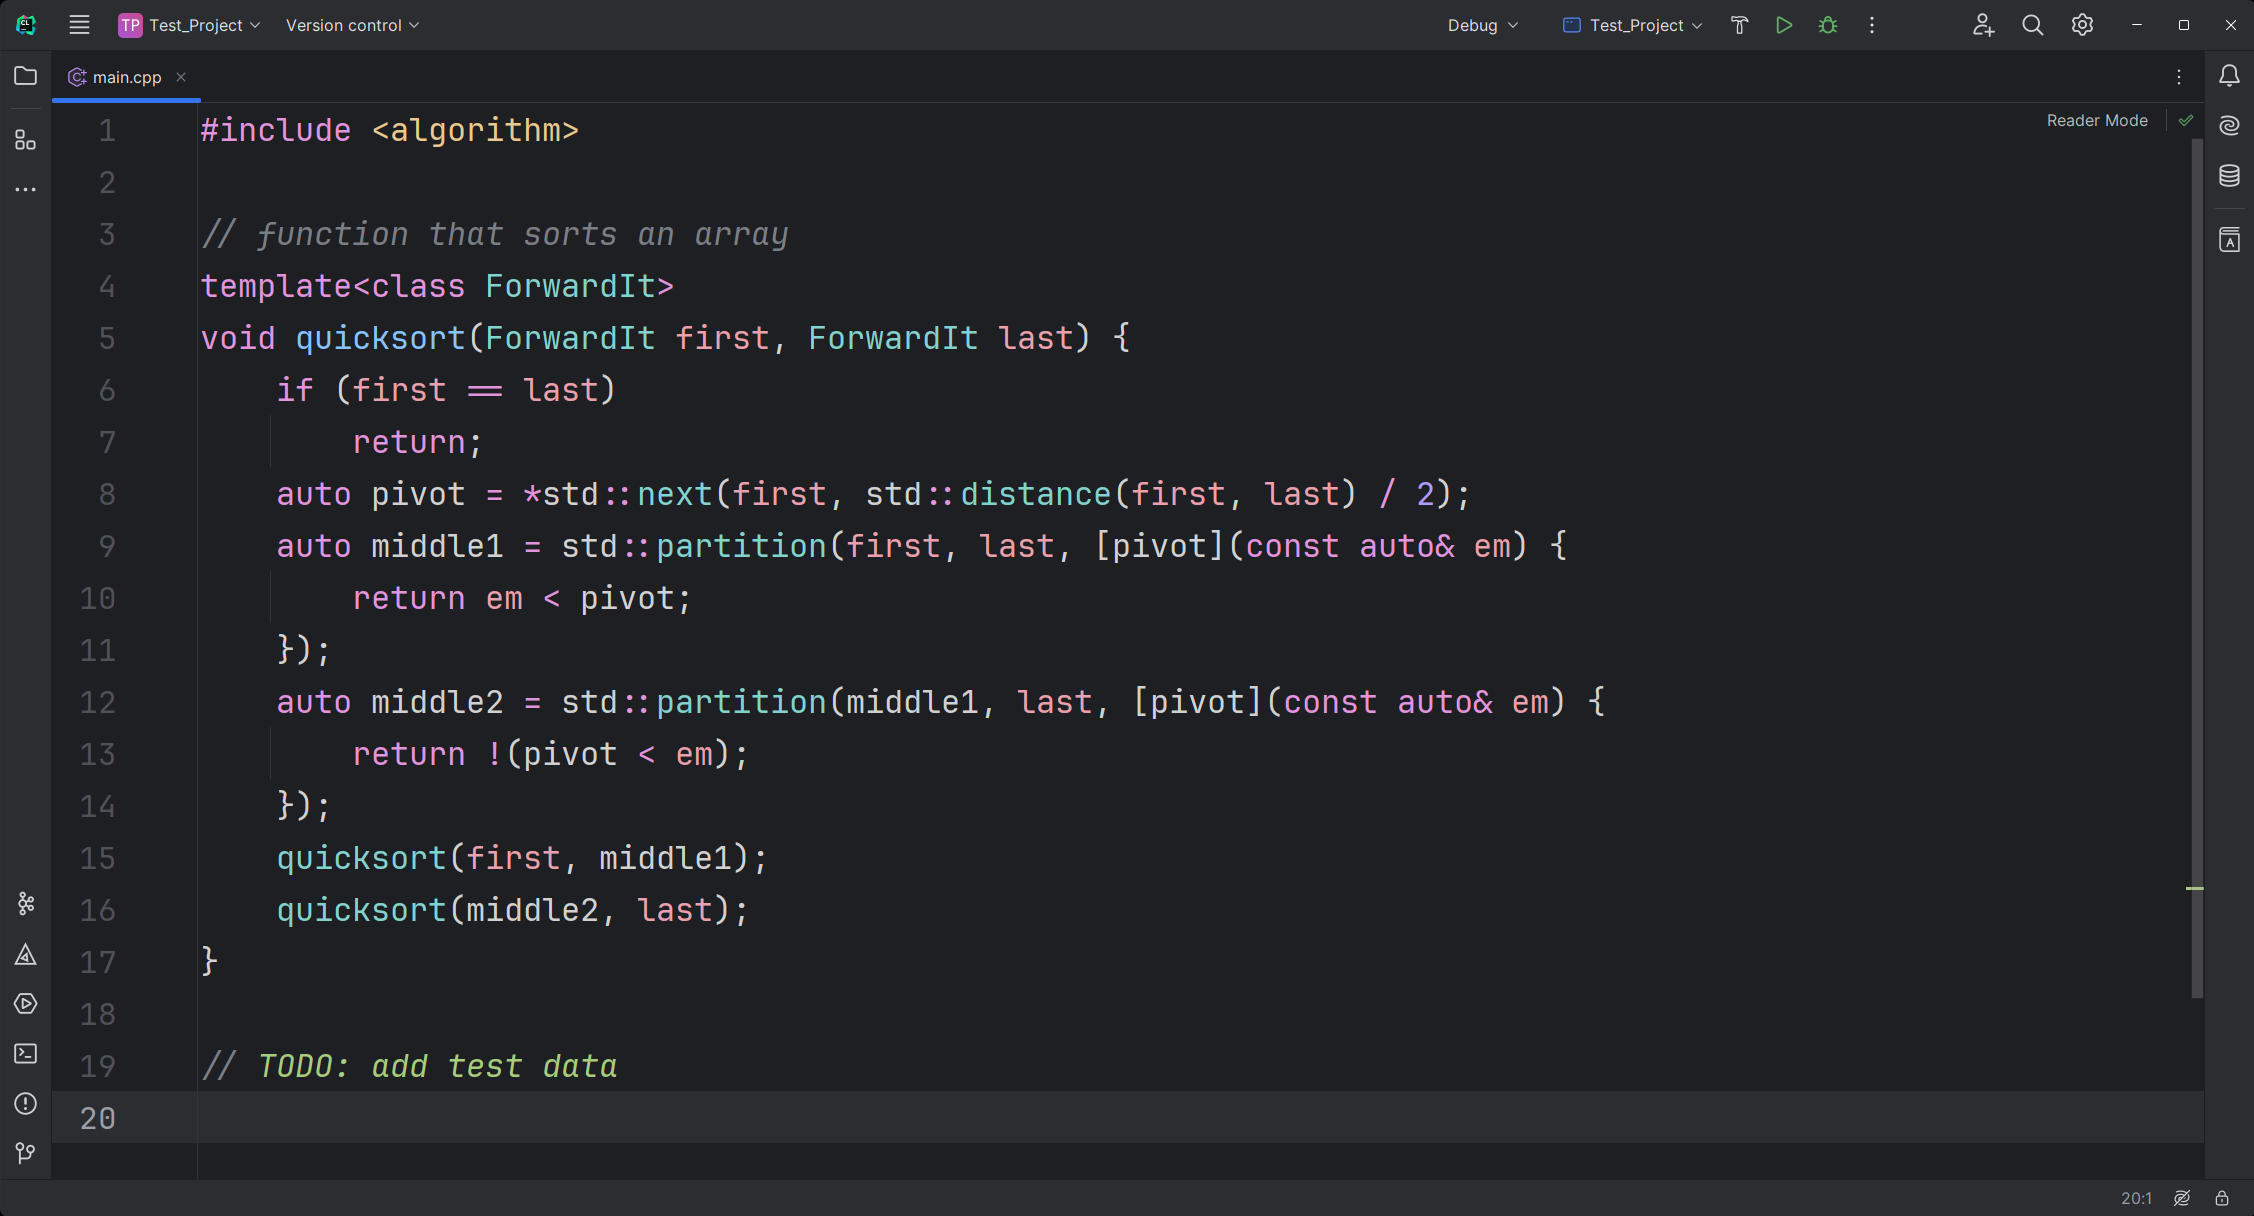 CL
TP Test_Project Version control Debug Test_Project
main.cpp
Reader Mode
1 #include <algorithm>
2
3 // function that sorts an array
4 template<class ForwardIt>
5 void quicksort(ForwardIt first, ForwardIt last) {
6     if (first == last)
7         return;
8     auto pivot = *std::next(first, std::distance(first, last) / 2);
9     auto middle1 = std::partition(first, last, [pivot](const auto& em) {
10         return em < pivot;
11     });
12     auto middle2 = std::partition(middle1, last, [pivot](const auto& em) {
13         return !(pivot < em);
14     });
15     quicksort(first, middle1);
16     quicksort(middle2, last);
17 }
18
19 // TODO: add test data
20
A
20:1